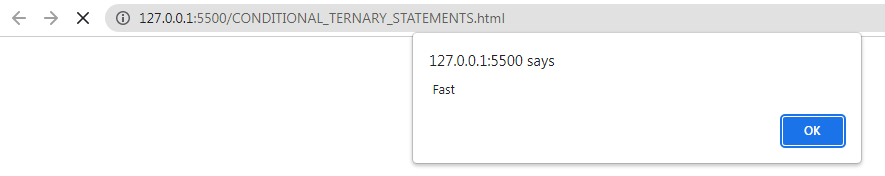 127.0.0.1:5500/CONDITIONAL_TERNARY_STATEMENTS.html
127.0.0.1:5500 says
Fast
OK